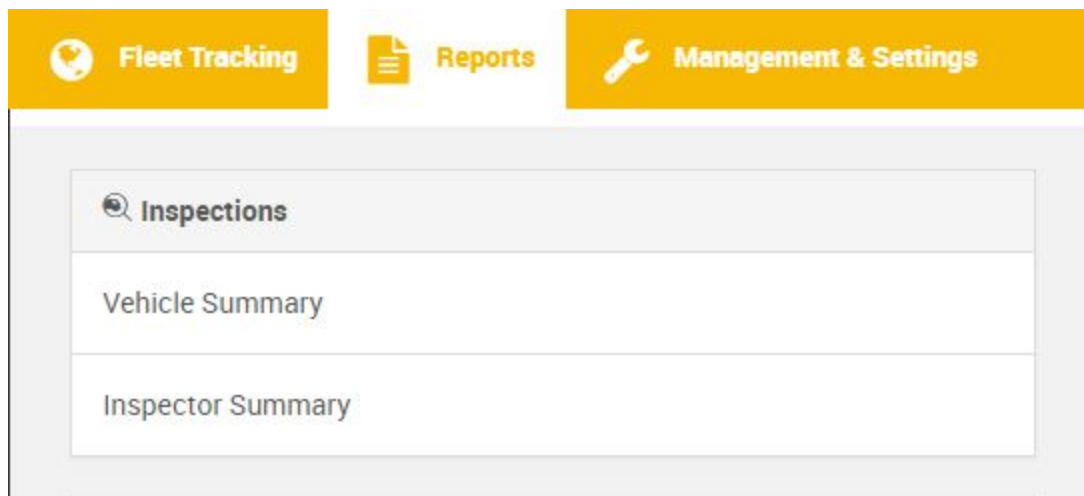 Fleet Tracking Reports Management & Settings
Inspections
Vehicle Summary
Inspector Summary